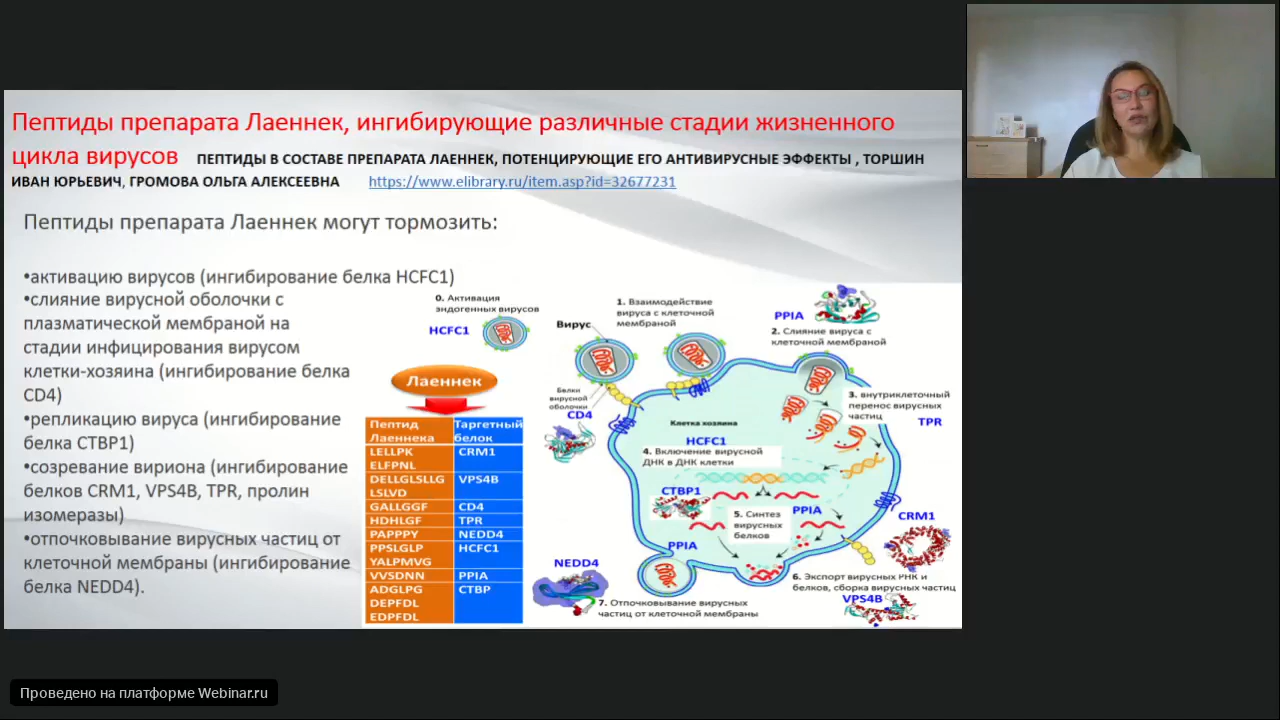 Пептиды препарата Лаеннек, ингибирующие различные стадии жизненного
цикла вирусов ПЕПТИДЫ В СОСТАВЕ ПРЕПАРАТА ЛАЕННЕК, ПОТЕНЦИРУЮЩИЕ ЕГО АНТИВИРУСНЫЕ ЭФФЕКТЫ , ТОРШИН
ИВАН ЮРЬЕВИЧ, ГРОМОВА ОЛЬГА АЛЕКСЕЕВНА https://www.elibrary.ru/item.asp?id=32677231
Пептиды препарата Лаеннек могут тормозить:
•активацию вирусов (ингибирование белка HCFC1)
•слияние вирусной оболочки с
плазматической мембраной на
стадии инфицирования вирусом
клетки-хозяина (ингибирование белка
CD4)
•репликацию вируса (ингибирование
белка CTBP1)
•созревание вириона (ингибирование
белков CRM1, VPS4B, TPR, пролин
изомеразы)
•отпочковывание вирусных частиц от
клеточной мембраны (ингибирование
белка NEDD4).
0. Активация
эндогенных вирусов
HCFC1
Лаеннек
Пептид Таргетный
Лаеннека белок
LELLPK CRM1
ELFPNL
DELLGLSLLG VPS4B
LSLVD
GALLGGF CD4
HDHLGF TPR
PAPPPY NEDD4
PPSLGLP HCFC1
YALPMVG
VVSDNN PPIA
ADGLPG CTBP
DEPFDL
EDPFDL
Вирус
1. Взаимодействие
вируса с клеточной
мембраной
PPIA
2. Слияние вируса с
клеточной мембраной
Белки
вирусной
оболочки
CD4
3. внутриклеточный
перенос вирусных
частиц
TPR
Клетка хозяина
HCFC1
4. Включение вирусной
ДНК в ДНК клетки
CTBP1
5. Синтез
вирусных
белков
PPIA
CRM1
PPIA
NEDD4
6. Экспорт вирусных РНК и
белков, сборка вирусных частиц
VPS4B
7. Отпочковывание вирусных
частиц от клеточной мембраны
Проведено на платформе Webinar.ru